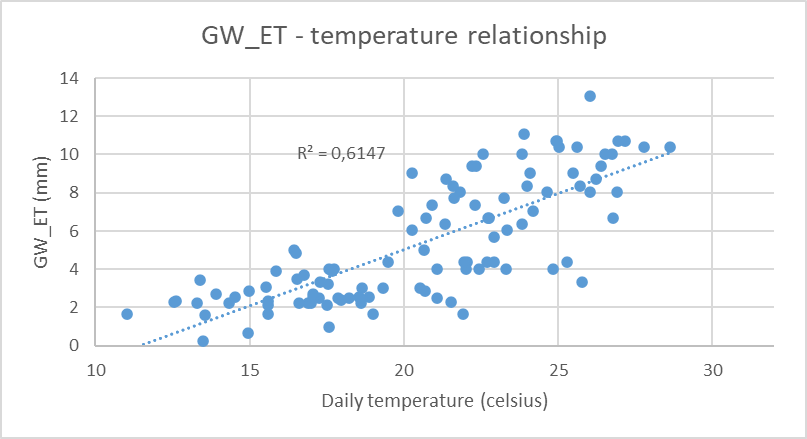 GW_ET - temperature relationship
14
12
R² = 0,6147
10
8
6
4
2
0
GW_ET (mm)
10 15 20 25 30
Daily temperature (celsius)